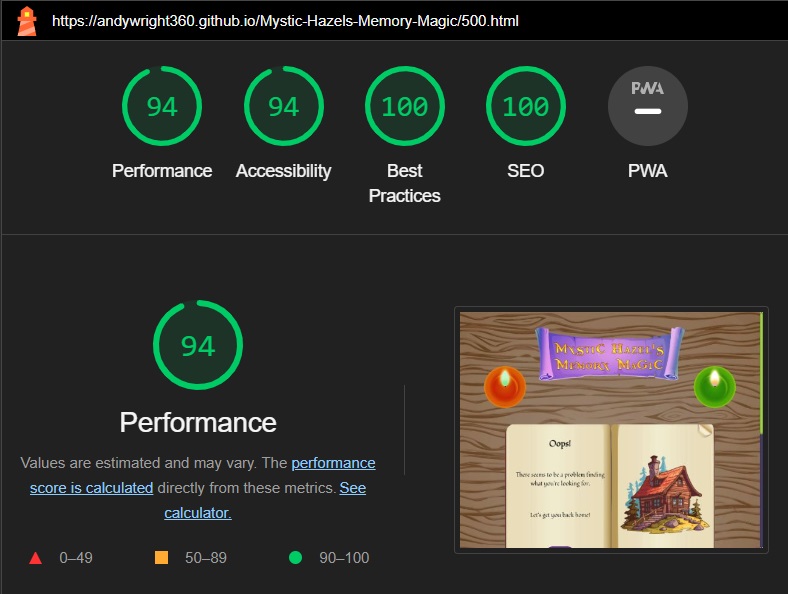 https://andywright360.github.io/Mystic-Hazels-Memory-Magic/500.html
94
94
100
100
PWA
Performance
Accessibility
Best
Practices
SEO
PWA
94
Performance
Values are estimated and may vary. The performance
score is calculated directly from these metrics. See
calculator.
0–49
50–89
90–100
Mystic Hazel's
Memory Magic
Oops!
There seems to be a problem finding
what you're looking for.
Let's get you back home!